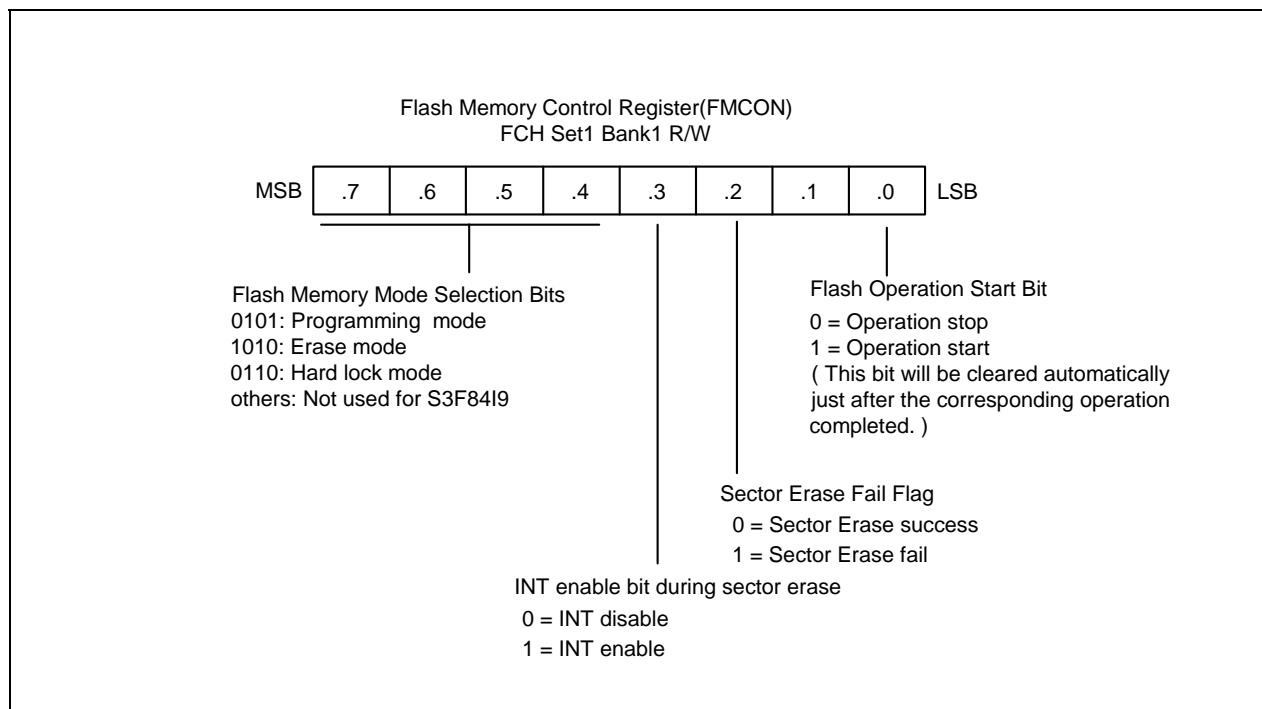 Flash Memory Control Register(FMCON)
FCH Set1 Bank1 R/W
MSB .7 .6 .5 .4 .3 .2 .1 .0 LSB
Flash Memory Mode Selection Bits
0101: Programming mode
1010: Erase mode
0110: Hard lock mode
others: Not used for S3F84I9
Flash Operation Start Bit
0 = Operation stop
1 = Operation start
( This bit will be cleared automatically
just after the corresponding operation
completed. )
Sector Erase Fail Flag
0 = Sector Erase success
1 = Sector Erase fail
INT enable bit during sector erase
0 = INT disable
1 = INT enable